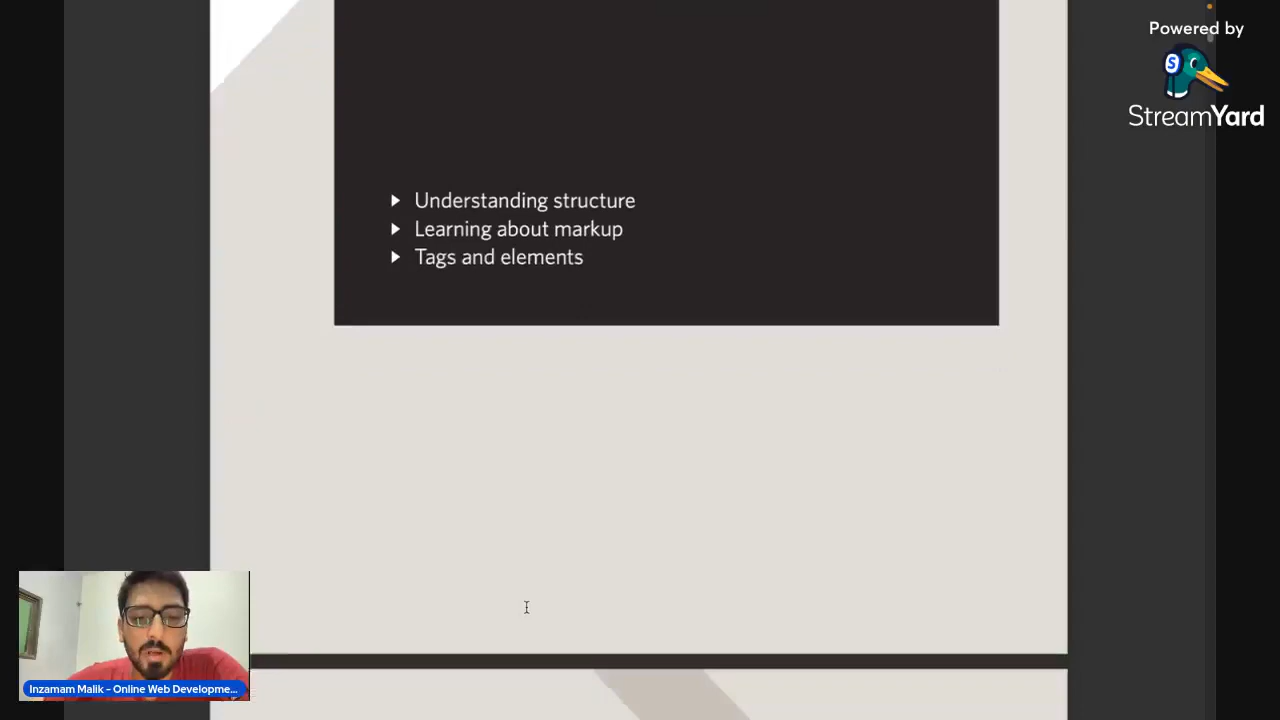 Powered by
StreamYard
Understanding structure
Learning about markup
Tags and elements
Inzamam Malik - Online Web Developme...